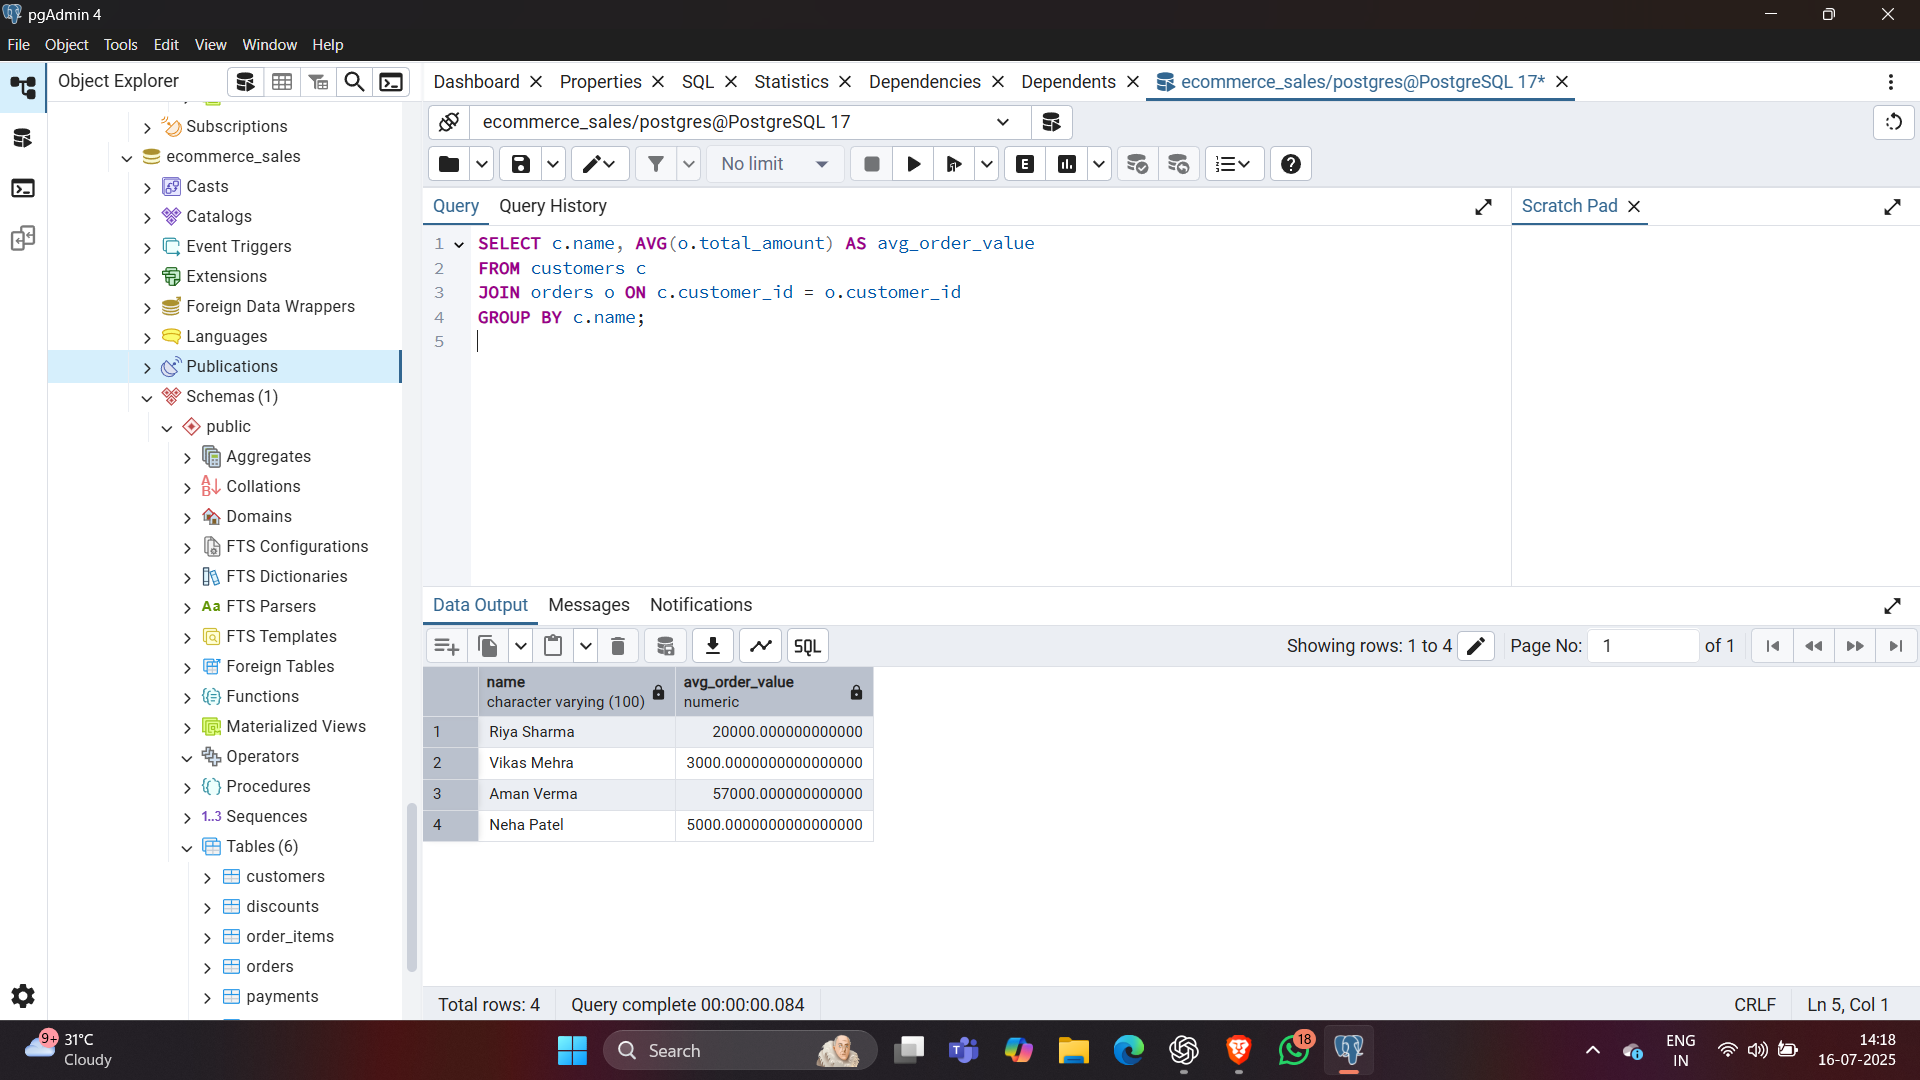 pgAdmin 4
File Object Tools Edit View Window Help
Object Explorer
Dashboard Properties SQL Statistics Dependencies Dependents ecommerce_sales/postgres@PostgreSQL 17*
Subscriptions
ecommerce_sales
Casts
Catalogs
Event Triggers
Extensions
Foreign Data Wrappers
Languages
Publications
Schemas (1)
public
Aggregates
Collations
Domains
FTS Configurations
FTS Dictionaries
Aa FTS Parsers
FTS Templates
Foreign Tables
Functions
Materialized Views
Operators
Procedures
1..3 Sequences
Tables (6)
customers
discounts
order_items
orders
payments
ecommerce_sales/postgres@PostgreSQL 17
No limit E
Query Query History
Scratch Pad
1 SELECT c.name, AVG(o.total_amount) AS avg_order_value
2 FROM customers c
3 JOIN orders o ON c.customer_id = o.customer_id
4 GROUP BY c.name;
5
Data Output Messages Notifications
SQL
Showing rows: 1 to 4 Page No: 1 of 1
name avg_order_value
character varying (100) numeric
1 Riya Sharma 20000.000000000000
2 Vikas Mehra 3000.0000000000000000
3 Aman Verma 57000.000000000000
4 Neha Patel 5000.0000000000000000
Total rows: 4 Query complete 00:00:00.084 CRLF Ln 5, Col 1
9+ 31°C
Cloudy
Search
18
ENG
IN
14:18
16-07-2025